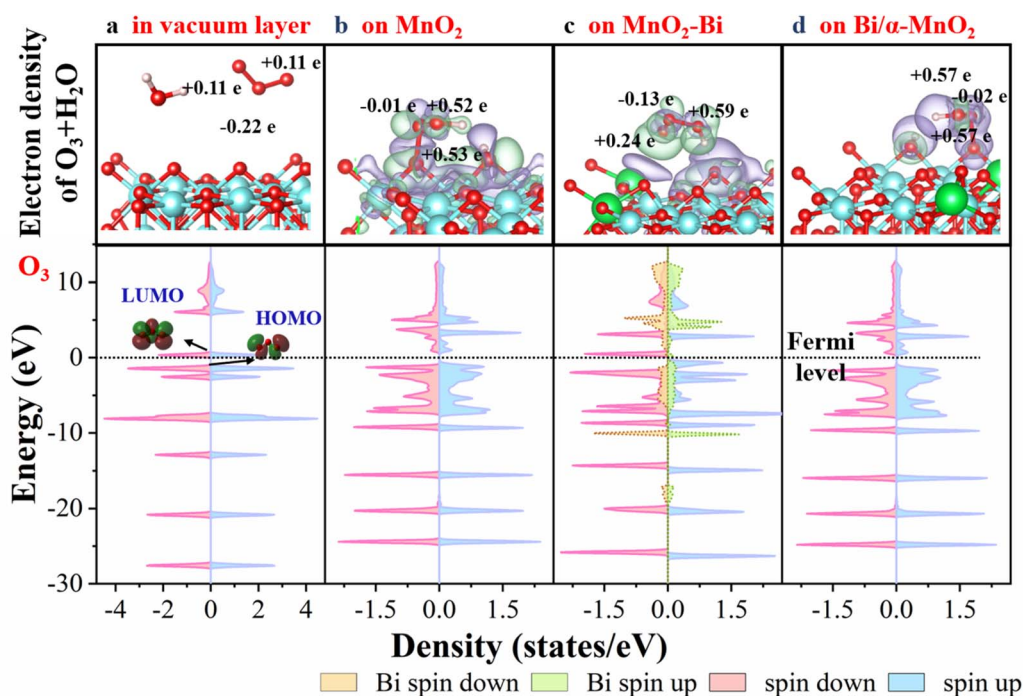 a in vacuum layer
b on MnO₂
c on MnO₂-Bi
d on Bi/α-MnO₂
Electron density
of O₃+H₂O
+0.11 e
+0.11 e
-0.22 e
-0.01 e
+0.52 e
+0.53 e
-0.13 e
+0.59 e
+0.24 e
+0.57 e
-0.02 e
+0.57 e
O₃
LUMO
HOMO
Fermi
level
Energy (eV)
10
0
-10
-20
-30
-4 -2 0 2 4
-1.5 0.0 1.5
-1.5 0.0 1.5
-1.5 0.0 1.5
Density (states/eV)
Bi spin down Bi spin up spin down spin up